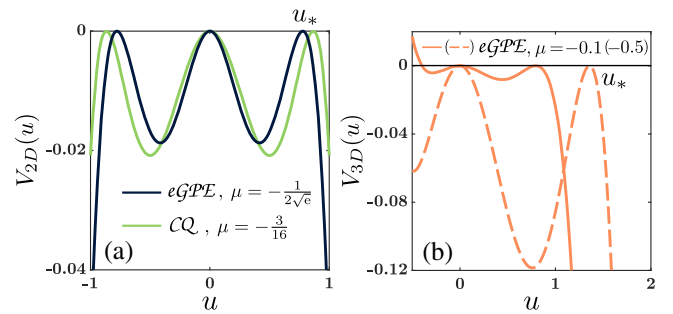 u*
0
-0.02
-0.04
V2D(u)
eGPE, μ = −1/(2√e)
CQ, μ = −3/16
(a)
-1
0
1
u
(−−) eGPE, μ=−0.1(−0.5)
u*
0
-0.04
-0.08
-0.12
V3D(u)
(b)
0
1
2
u